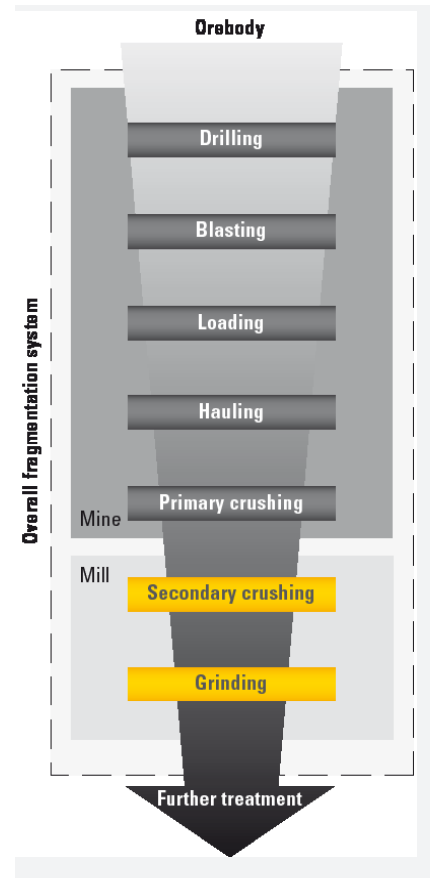 Orebody
Drilling
Blasting
Loading
Hauling
Primary crushing
Mine
Mill
Secondary crushing
Grinding
Further treatment
Overall fragmentation system